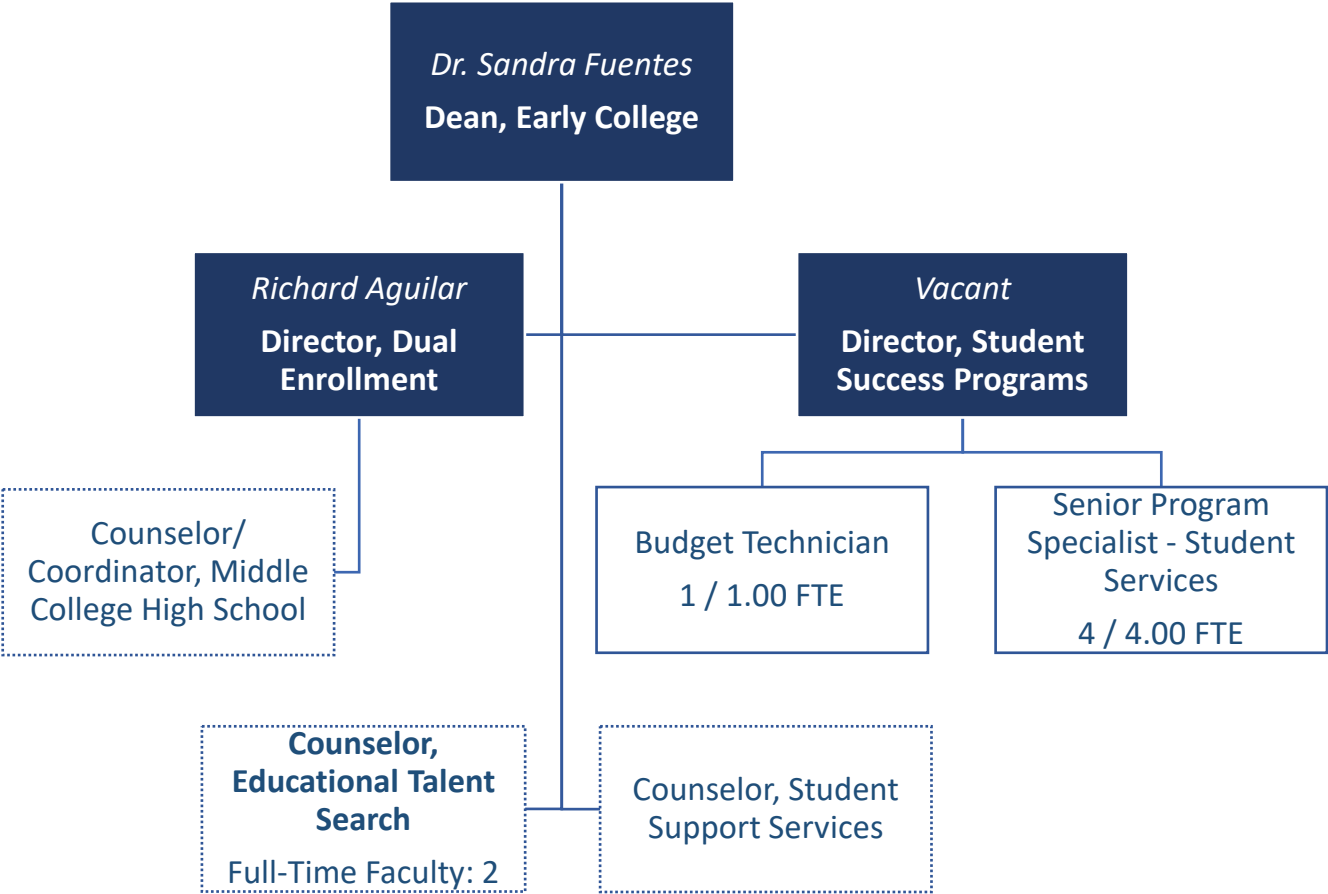 Dr. Sandra Fuentes
Dean, Early College
Richard Aguilar
Director, Dual
Enrollment
Vacant
Director, Student
Success Programs
Counselor/
Coordinator, Middle
College High School
Budget Technician
1 / 1.00 FTE
Senior Program
Specialist - Student
Services
4 / 4.00 FTE
Counselor,
Educational Talent
Search
Full-Time Faculty: 2
Counselor, Student
Support Services